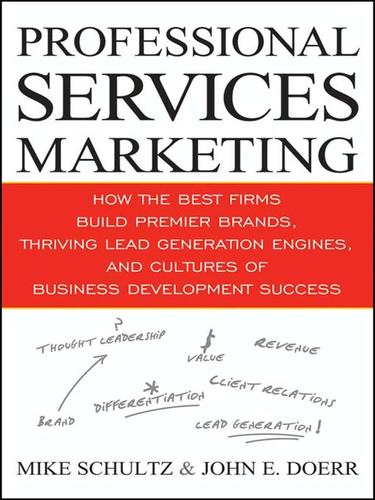 PROFESSIONAL
SERVICES
MARKETING
HOW THE BEST FIRMS
BUILD PREMIER BRANDS,
THRIVING LEAD GENERATION ENGINES,
AND CULTURES OF
BUSINESS DEVELOPMENT SUCCESS
?
THOUGHT LEADERSHIP
$
VALUE
REVENUE
*
DIFFERENTIATION
CLIENT RELATIONS
BRAND
LEAD GENERATION!
MIKE SCHULTZ & JOHN E. DOERR